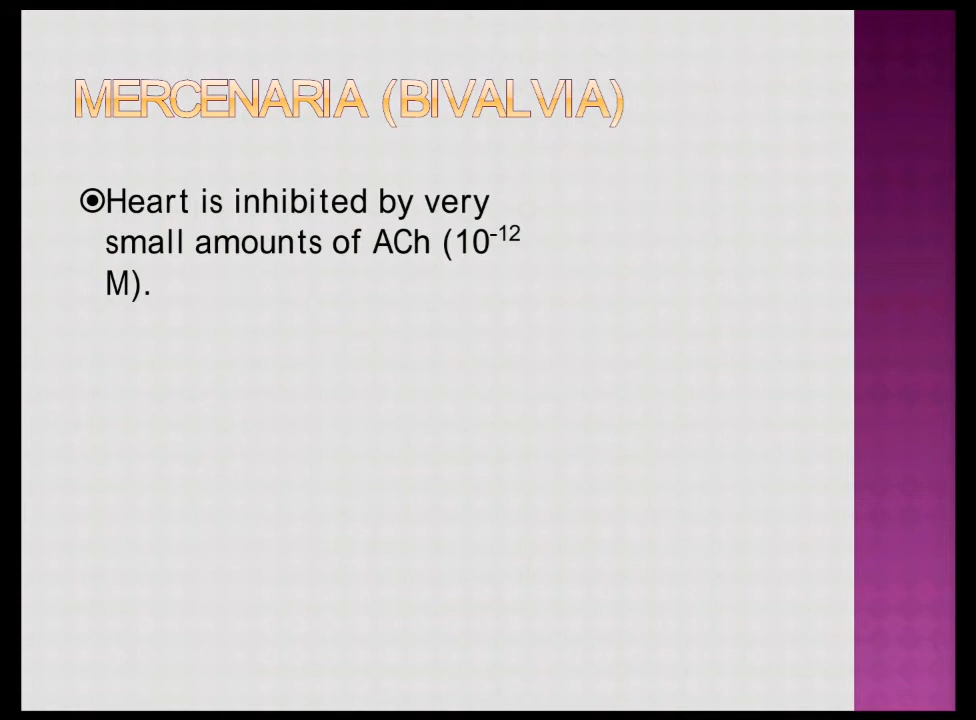 MERCENARIA (BIVALVIA)
Heart is inhibited by very
small amounts of ACh (10⁻¹²
M).